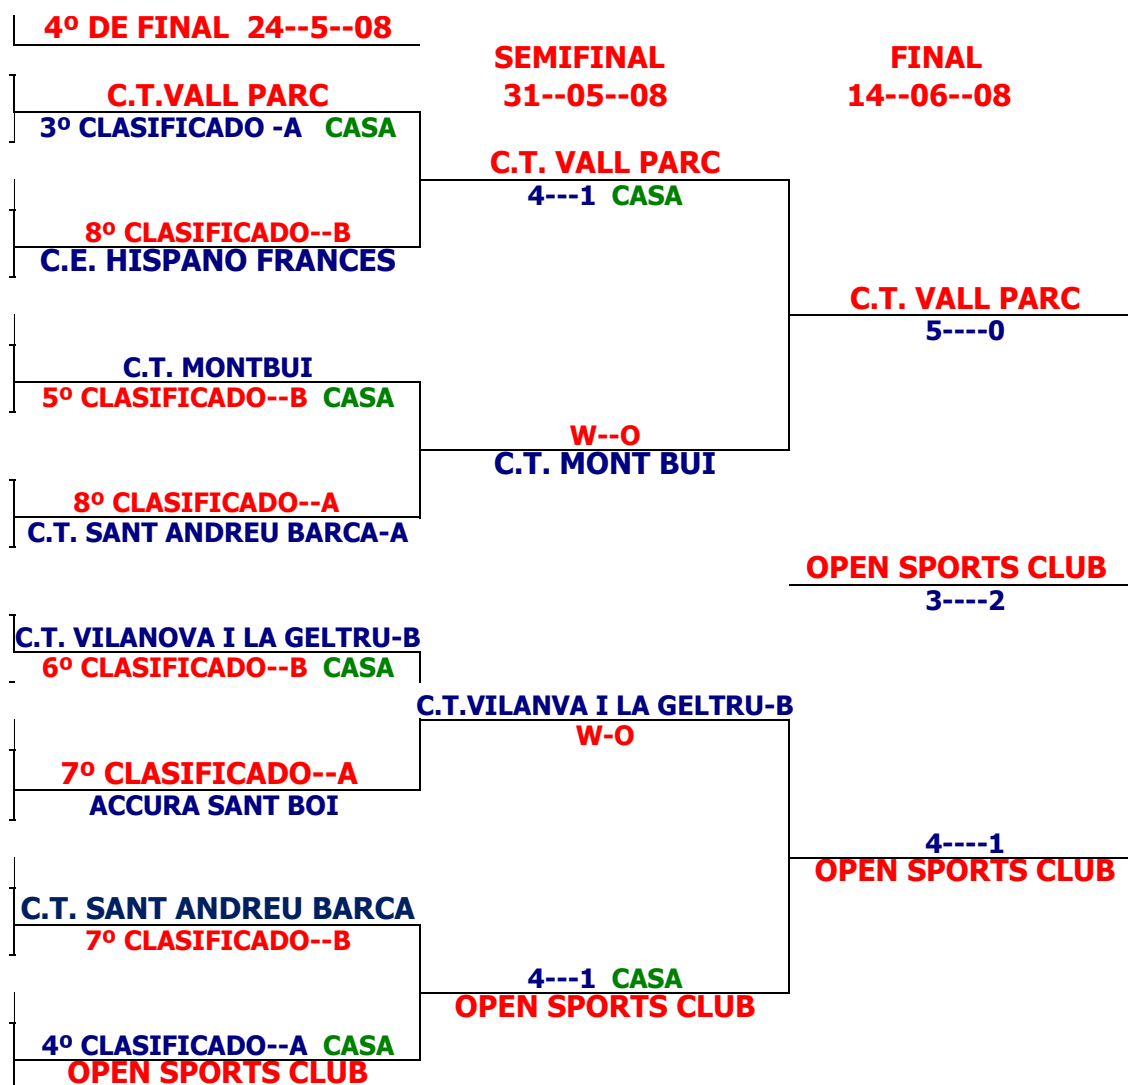 4º DE FINAL 24--5--08
SEMIFINAL
31--05--08
FINAL
14--06--08
C.T.VALL PARC
3º CLASIFICADO -A CASA
C.T. VALL PARC
4---1 CASA
8º CLASIFICADO--B
C.E. HISPANO FRANCES
C.T. VALL PARC
5----0
C.T. MONTBUI
5º CLASIFICADO--B CASA
W--O
C.T. MONT BUI
8º CLASIFICADO--A
C.T. SANT ANDREU BARCA-A
OPEN SPORTS CLUB
3----2
C.T. VILANOVA I LA GELTRU-B
6º CLASIFICADO--B CASA
C.T.VILANVA I LA GELTRU-B
W-O
7º CLASIFICADO--A
ACCURA SANT BOI
4----1
OPEN SPORTS CLUB
C.T. SANT ANDREU BARCA
7º CLASIFICADO--B
4---1 CASA
OPEN SPORTS CLUB
4º CLASIFICADO--A CASA
OPEN SPORTS CLUB